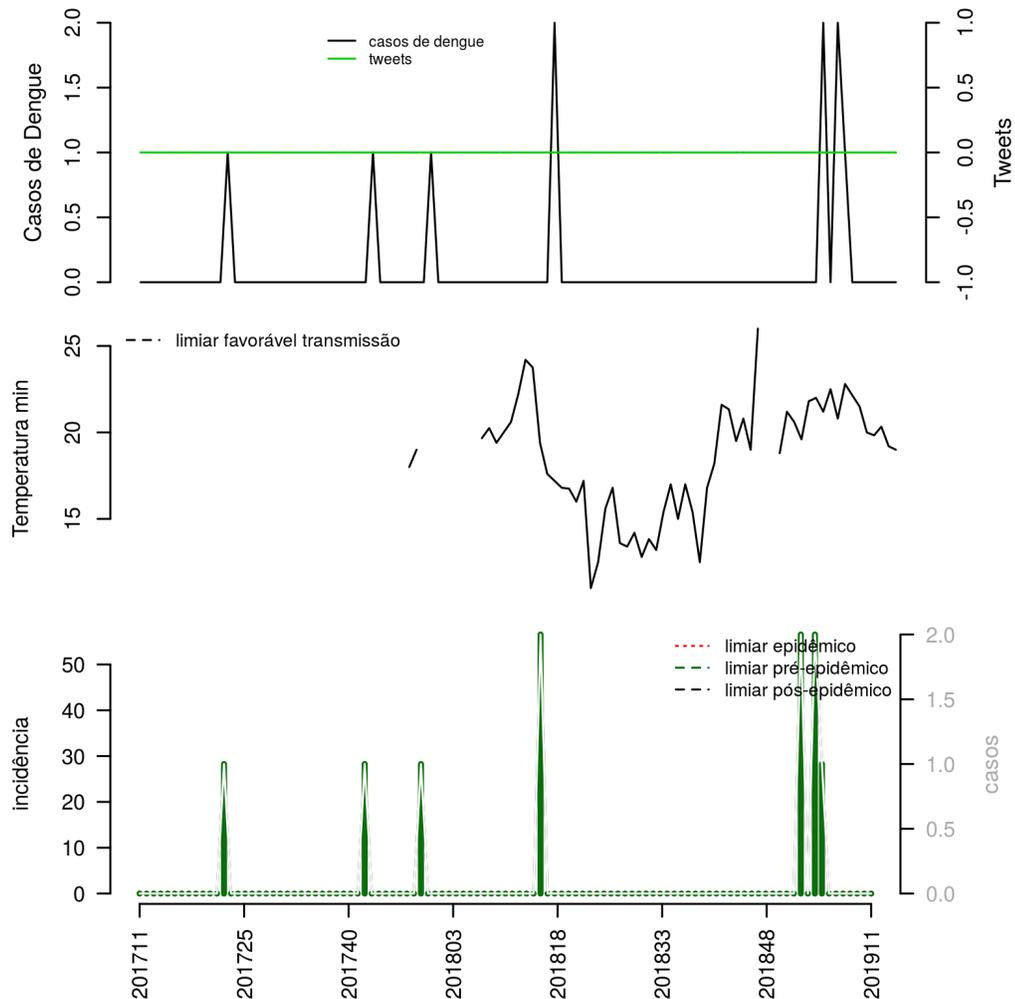 Casos de Dengue
2.0
1.5
1.0
0.5
0.0
casos de dengue
tweets
1.0
0.5
0.0
-0.5
-1.0
Tweets
Temperatura min
25
20
15
limiar favorável transmissão
incidência
50
40
30
20
10
0
limiar epidêmico
limiar pré-epidêmico
limiar pós-epidêmico
2.0
1.5
1.0
0.5
0.0
casos
201711
201725
201740
201803
201818
201833
201848
201911